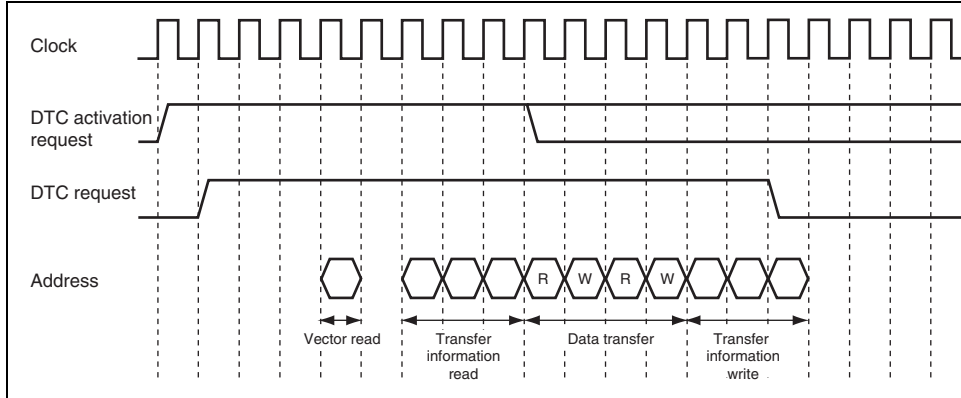 Clock
DTC activation
request
DTC request
Address
R W R W
Vector read
Transfer
information
read
Data transfer
Transfer
information
write